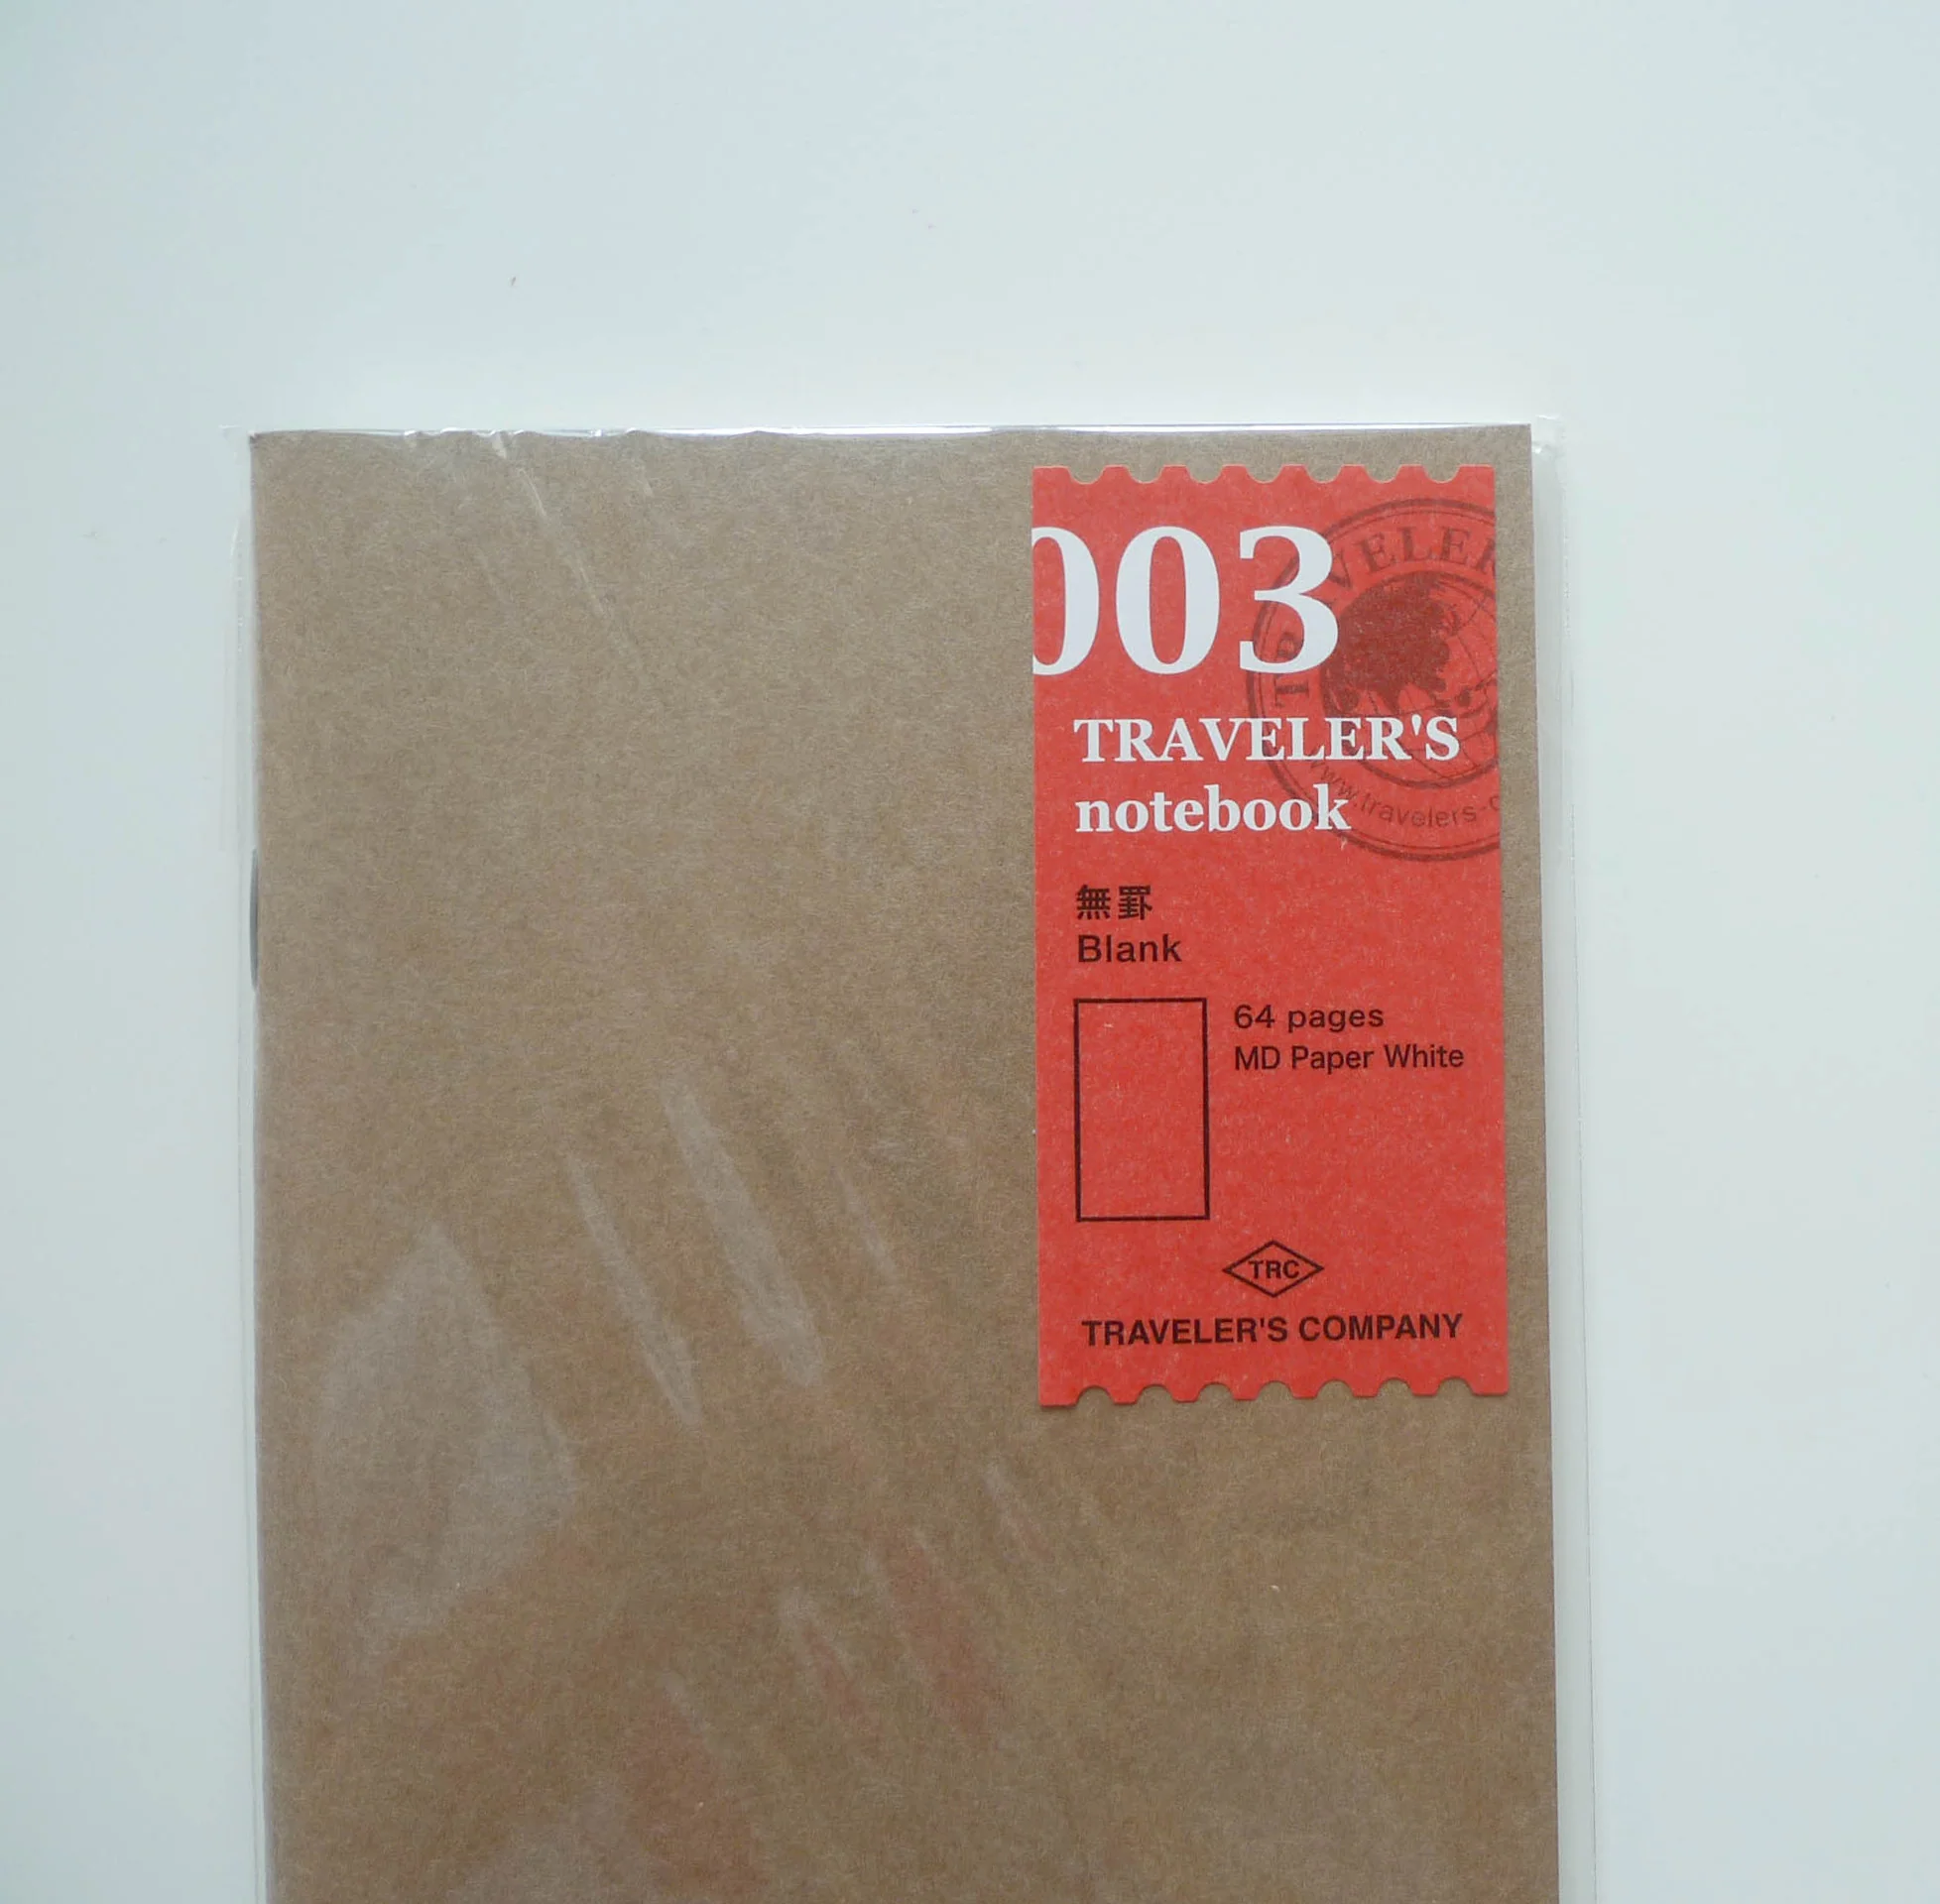 003
TRAVELER'S
notebook
無罫
Blank
64 pages
MD Paper White
TRC
TRAVELER'S COMPANY